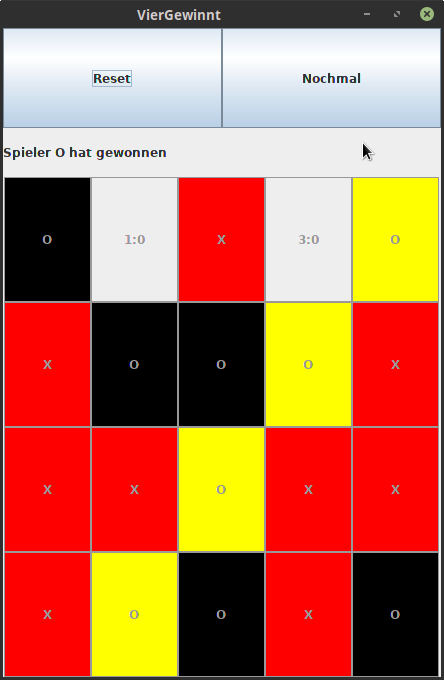 VierGewinnt
Reset Nochmal
Spieler O hat gewonnen
O 1:0 X 3:0 O
X O O O X
X X O X X
X O O X O